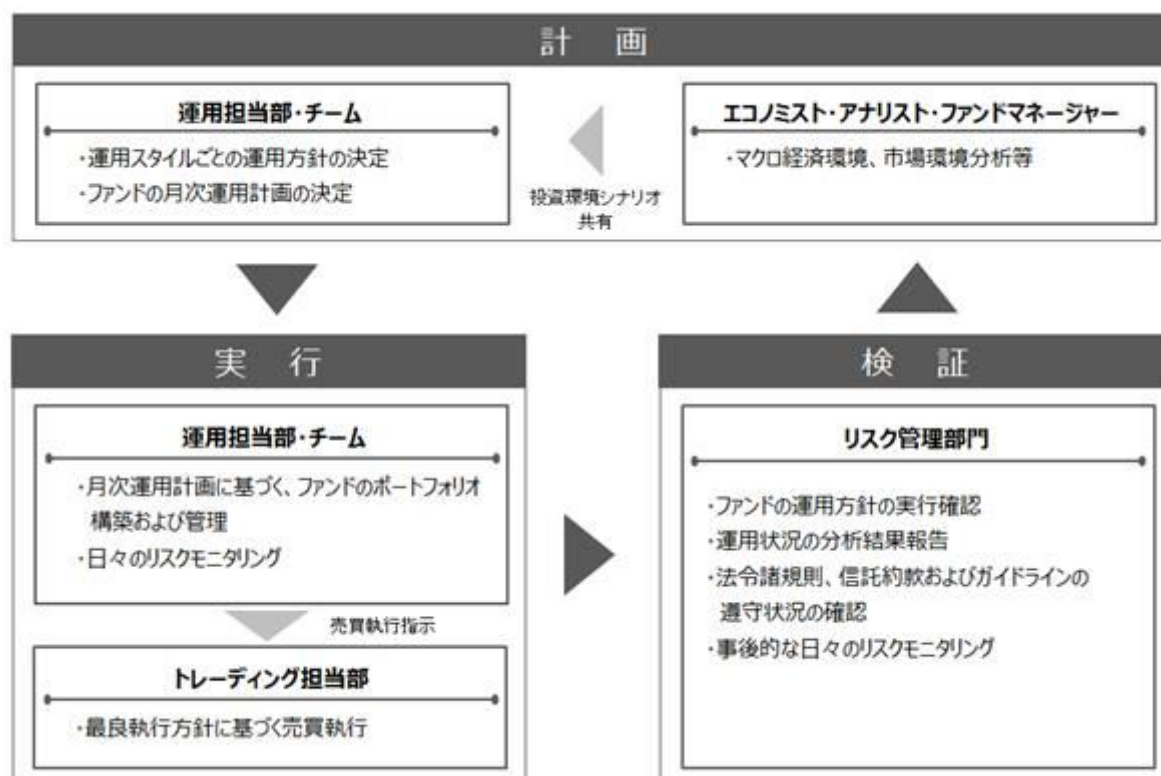 計　画
運用担当部・チーム
・運用スタイルごとの運用方針の決定
・ファンドの月次運用計画の決定
投資環境シナリオ
共有
エコノミスト・アナリスト・ファンドマネージャー
・マクロ経済環境、市場環境分析等
実　行
運用担当部・チーム
・月次運用計画に基づく、ファンドのポートフォリオ
構築および管理
・日々のリスクモニタリング
売買執行指示
トレーディング担当部
・最良執行方針に基づく売買執行
検　証
リスク管理部門
・ファンドの運用方針の実行確認
・運用状況の分析結果報告
・法令諸規則、信託約款およびガイドラインの
遵守状況の確認
・事後的な日々のリスクモニタリング